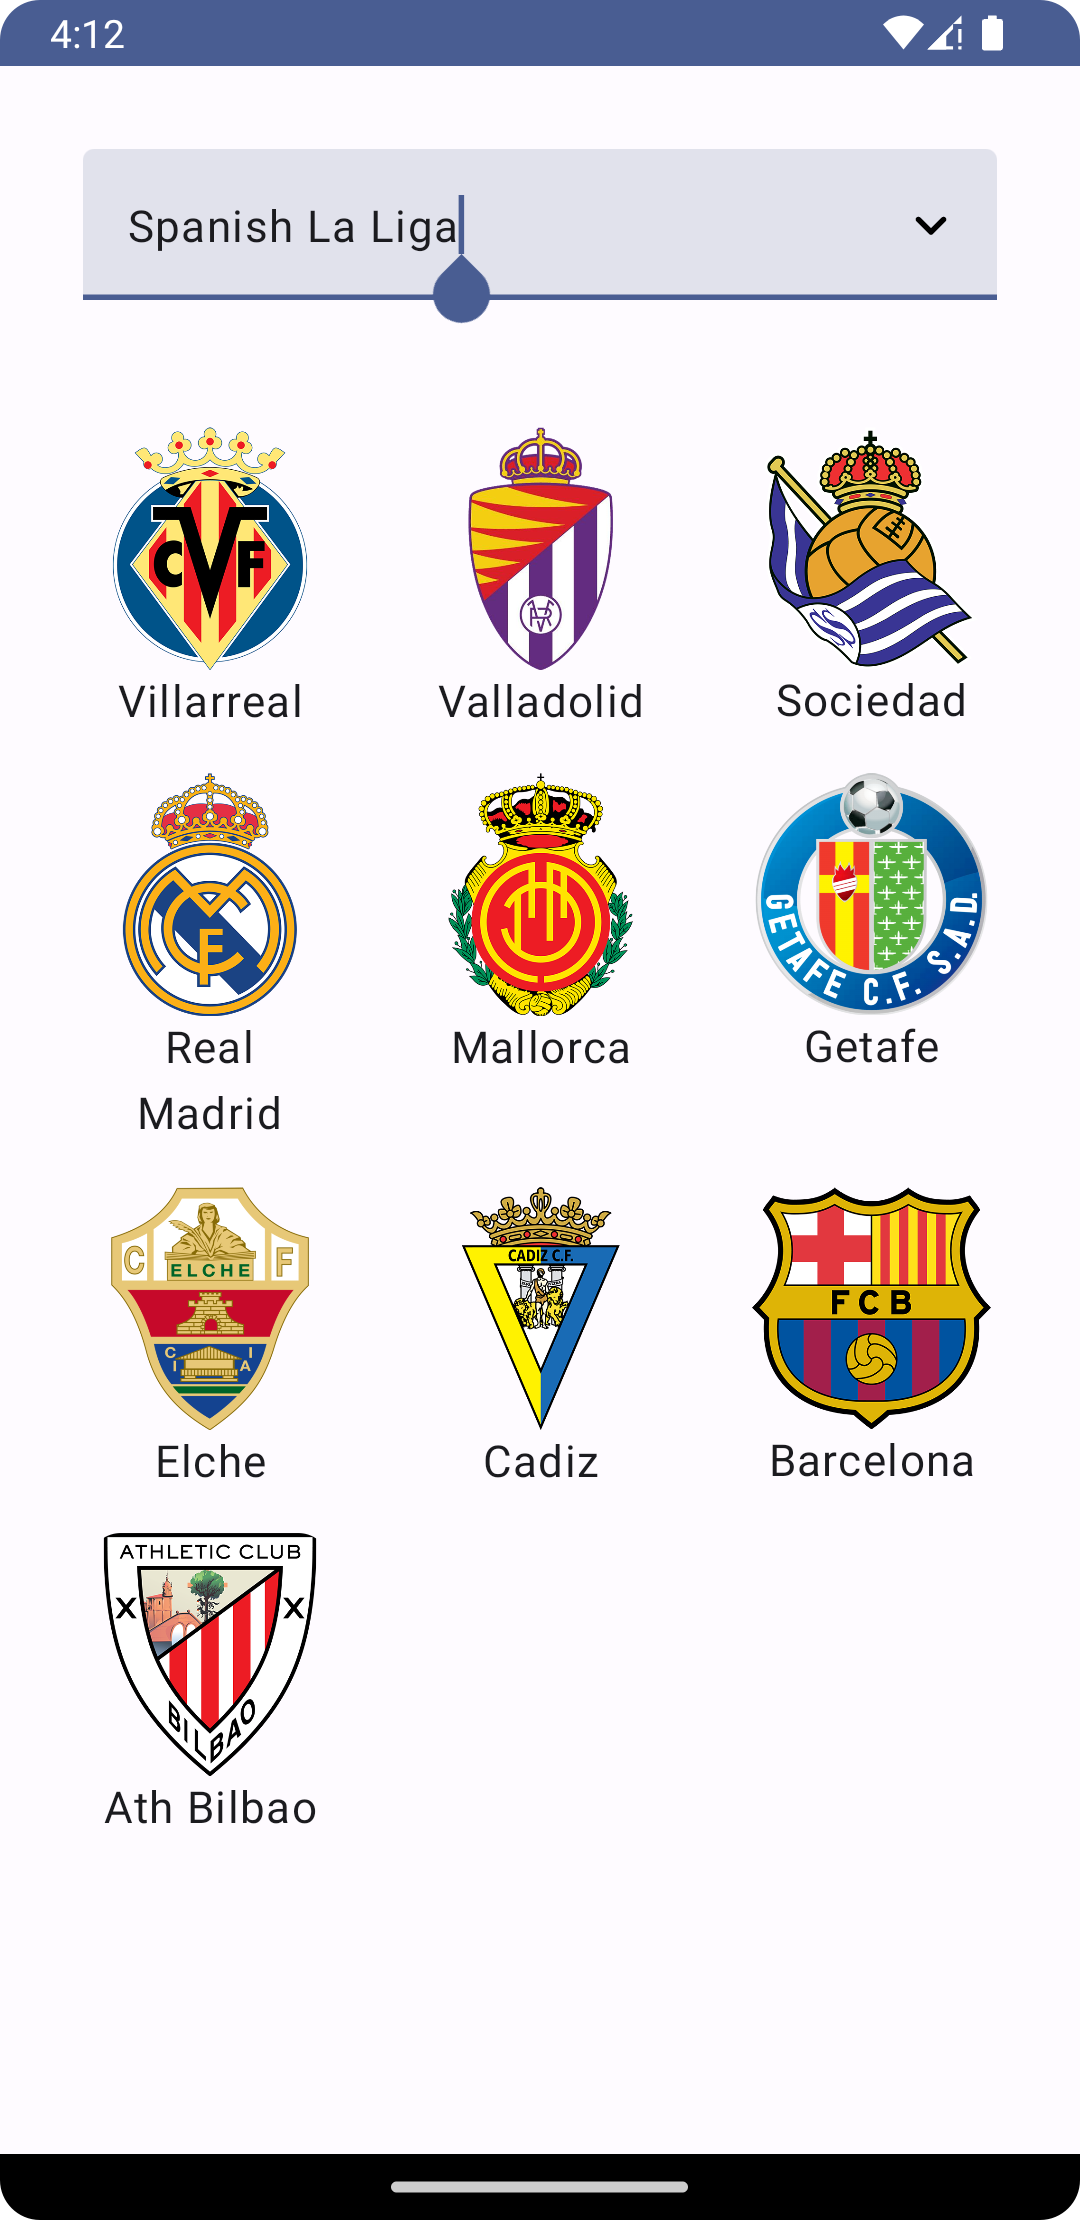 4:12
Spanish La Liga
CVF
Villarreal
Valladolid
Sociedad
GETAFE C.F. S.A.D.
Real
Madrid
Mallorca
Getafe
C F
ELCHE
C I
I A
CADIZ C.F.
FCB
Elche
Cadiz
Barcelona
ATHLETIC CLUB
X X
BILBAO
Ath Bilbao